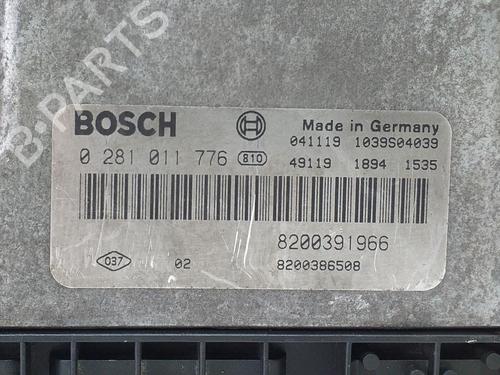 B-PARTS
BOSCH
Made in Germany
041119 1039S04039
0 281 011 776 810
49119 1894 1535
8200391966
037 02 8200386508